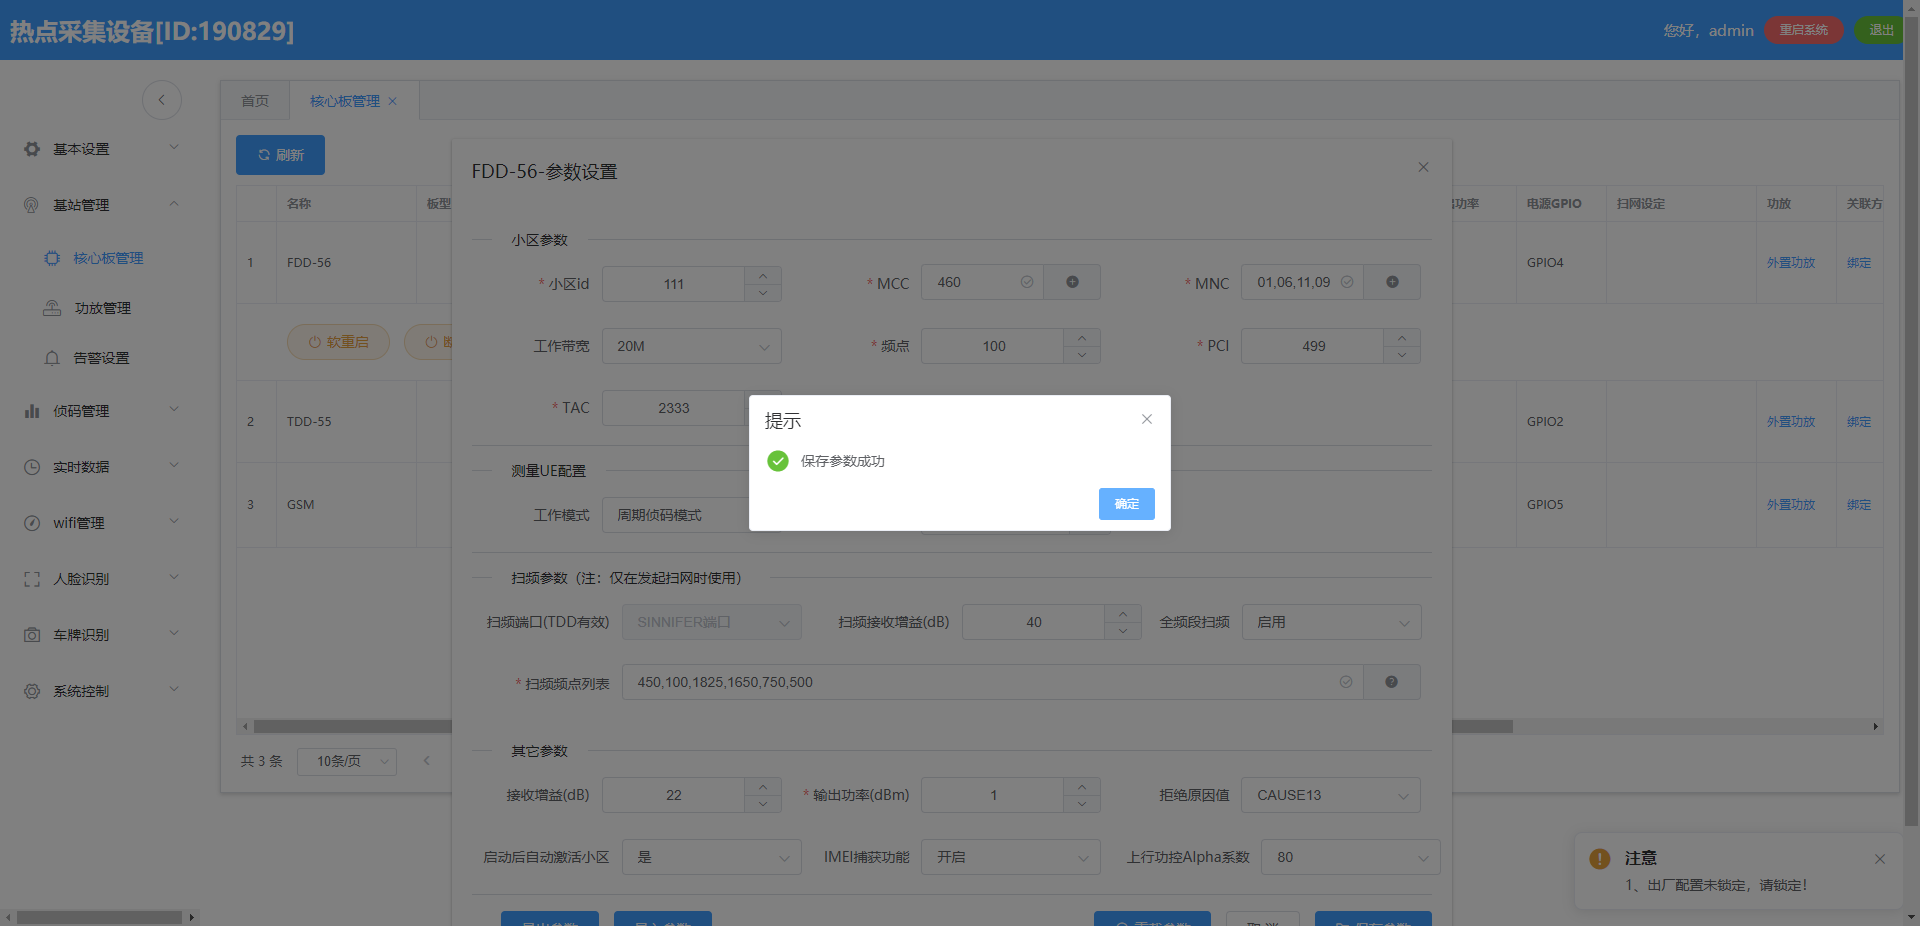 热点采集设备[ID:190829]
您好，admin 重启系统 退出
首页 核心板管理
基本设置
基站管理
核心板管理
功放管理
告警设置
侦码管理
实时数据
wifi管理
人脸识别
车牌识别
系统控制
刷新
名称 板型 功率 电源GPIO 扫网设定 功放 关联方
1 FDD-56 GPIO4 外置功放 绑定
软重启
2 TDD-55 GPIO2 外置功放 绑定
3 GSM GPIO5 外置功放 绑定
共 3 条 10条/页
FDD-56-参数设置
小区参数
* 小区id 111 * MCC 460 * MNC 01,06,11,09
工作带宽 20M * 频点 100 * PCI 499
* TAC 2333
测量UE配置
工作模式 周期侦码模式
提示
保存参数成功
确定
扫频参数（注：仅在发起扫网时使用）
扫频端口(TDD有效) SINNIFER端口 扫频接收增益(dB) 40 全频段扫频 启用
* 扫频频点列表 450,100,1825,1650,750,500
其它参数
接收增益(dB) 22 * 输出功率(dBm) 1 拒绝原因值 CAUSE13
启动后自动激活小区 是 IMEI捕获功能 开启 上行功控Alpha系数 80
注意
1、出厂配置未锁定，请锁定！